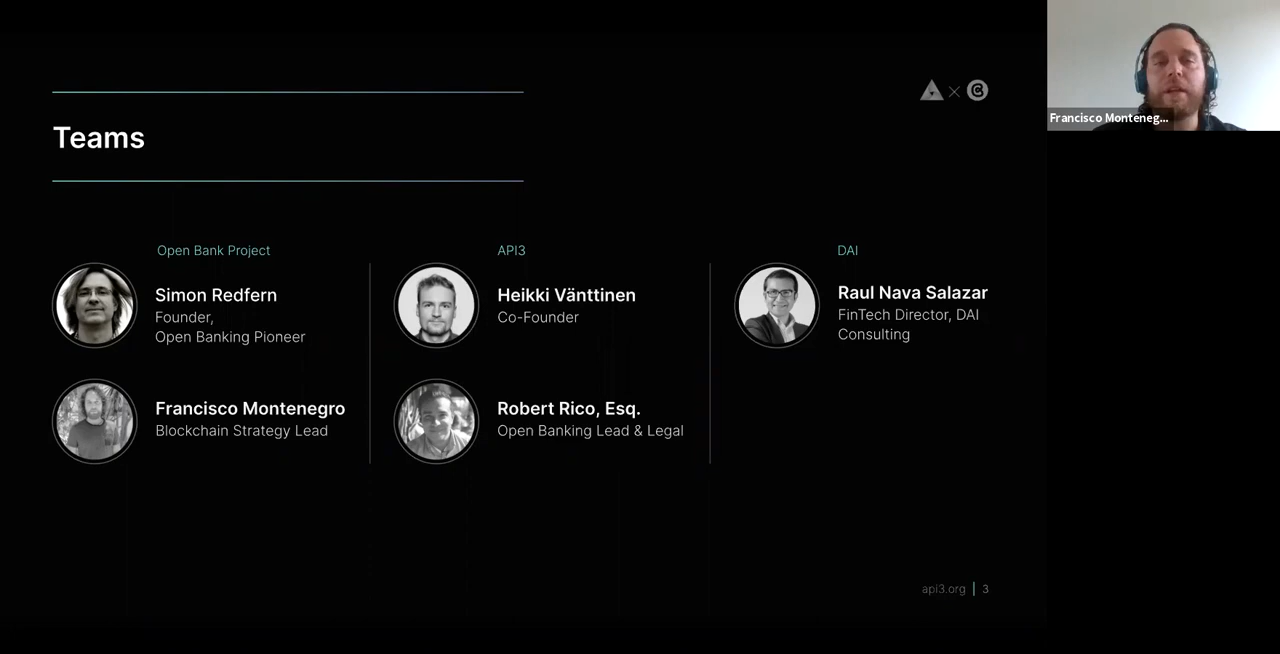 Teams
Open Bank Project
Simon Redfern
Founder,
Open Banking Pioneer
Francisco Montenegro
Blockchain Strategy Lead
API3
Heikki Vänttinen
Co-Founder
Robert Rico, Esq.
Open Banking Lead & Legal
DAI
Raul Nava Salazar
FinTech Director, DAI
Consulting
api3.org | 3
Francisco Monteneg...